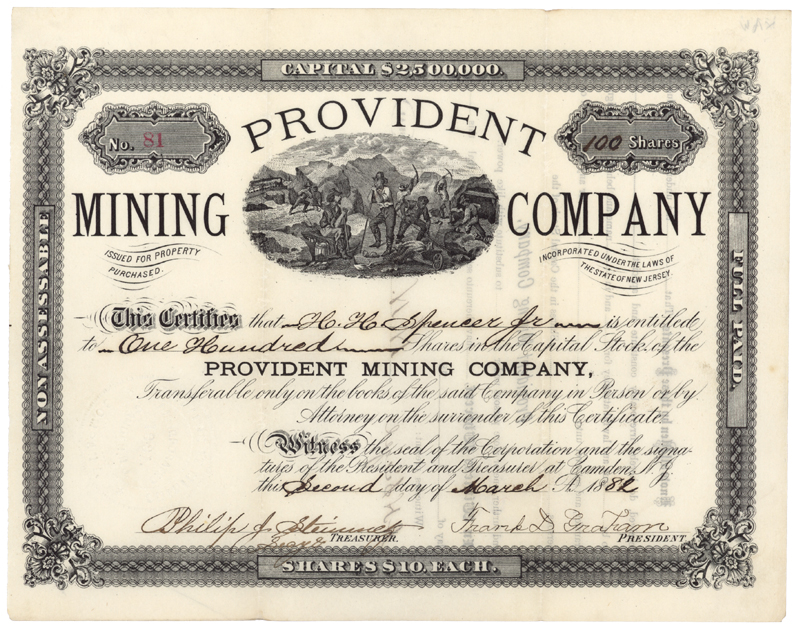 CAPITAL $2,500,000.
No. 81
PROVIDENT
100 Shares
MINING
COMPANY
ISSUED FOR PROPERTY
PURCHASED.
INCORPORATED UNDER THE LAWS OF
THE STATE OF NEW JERSEY.
NON ASSESSABLE
FULL PAID.
This Certifies that H. H. Spencer Jr is entitled
to One Hundred Shares in the Capital Stock of the
PROVIDENT MINING COMPANY,
Transferable only on the books of the said Company in Person or by
Attorney on the surrender of this Certificate
Witness the seal of the Corporation and the signa-
tures of the President and Treasurer at Camden, N.J.
this Second day of March A. 1882
Philip J.
TREASURER.
Frank D. Graham
PRESIDENT
SHARES $10, EACH.